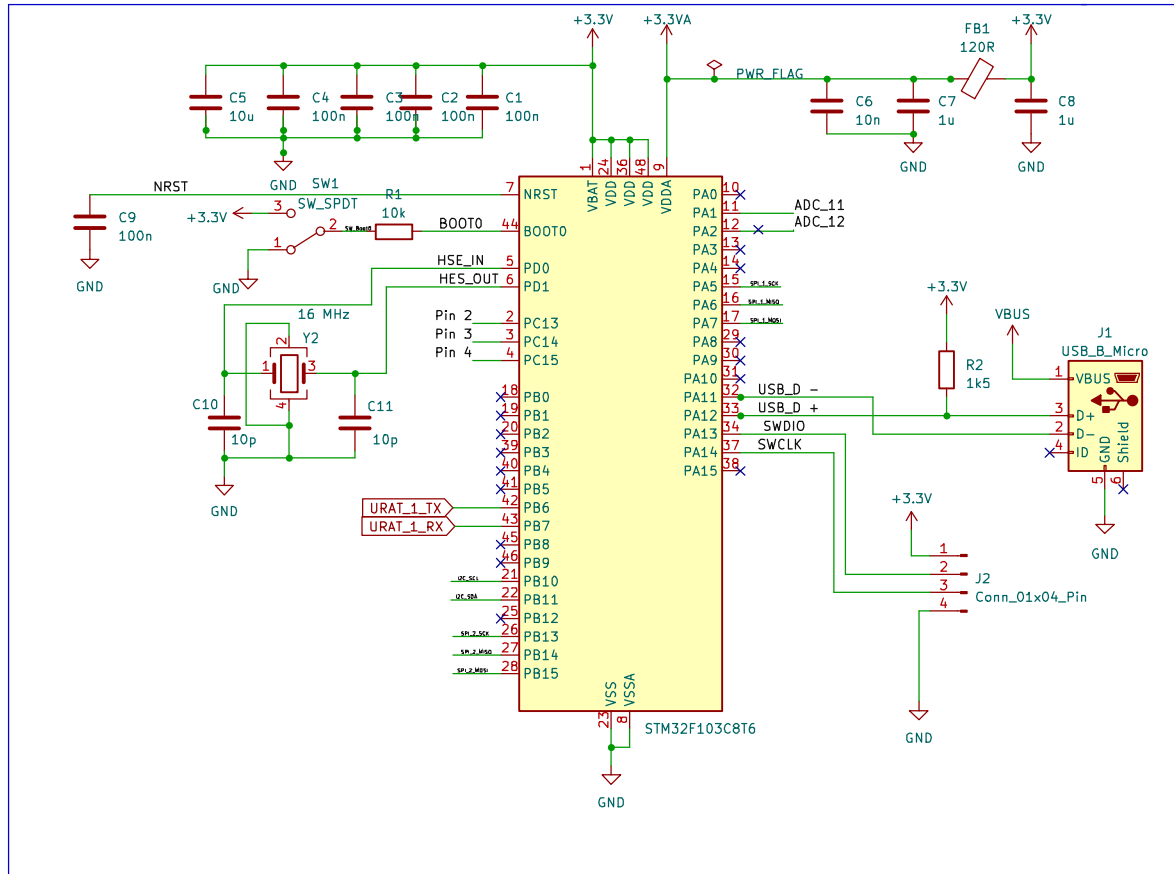 +3.3V
+3.3VA
+3.3V
FB1
120R
PWR_FLAG
C5
10u
C4
100n
C3
100n
C2
100n
C1
100n
C6
10n
C7
1u
C8
1u
GND
GND
GND
1
24
36
48
9
VBAT
VDD
VDD
VDD
VDDA
NRST
7
NRST
C9
100n
GND
SW1
SW_SPDT
+3.3V
3
2
1
GND
SW_Boot0
R1
10k
BOOT0
44
BOOT0
HSE_IN
5
PD0
HES_OUT
6
PD1
16 MHz
Y2
1
2
3
4
C10
10p
C11
10p
GND
Pin 2
2
PC13
Pin 3
3
PC14
Pin 4
4
PC15
18
PB0
19
PB1
20
PB2
39
PB3
40
PB4
41
PB5
URAT_1_TX
42
PB6
URAT_1_RX
43
PB7
45
PB8
46
PB9
I2C_SCL
21
PB10
I2C_SDA
22
PB11
25
PB12
SPI_2_SCK
26
PB13
SPI_2_MISO
27
PB14
SPI_2_MOSI
28
PB15
PA0
10
PA1
11
ADC_11
PA2
12
ADC_12
PA3
13
PA4
14
PA5
15
SPI_1_SCK
PA6
16
SPI_1_MISO
PA7
17
SPI_1_MOSI
PA8
29
PA9
30
PA10
31
PA11
32
USB_D -
PA12
33
USB_D +
PA13
34
SWDIO
PA14
37
SWCLK
PA15
38
VSS
VSSA
23
8
STM32F103C8T6
GND
+3.3V
R2
1k5
VBUS
J1
USB_B_Micro
1
VBUS
3
D+
2
D-
4
ID
GND
Shield
5
6
GND
+3.3V
1
2
3
4
J2
Conn_01x04_Pin
GND